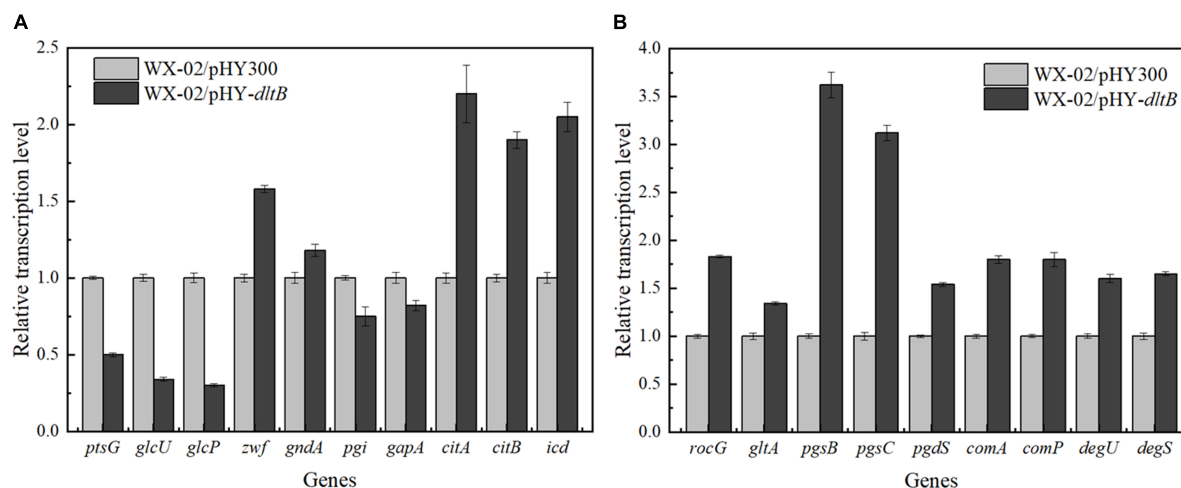 A
Relative transcription level
2.5
2.0
1.5
1.0
0.5
0.0
WX-02/pHY300
WX-02/pHY-dltB
ptsG glcU glcP zwf gndA pgi gapA citA citB icd
Genes
B
Relative transcription level
4.0
3.5
3.0
2.5
2.0
1.5
1.0
0.5
0.0
WX-02/pHY300
WX-02/pHY-dltB
rocG gltA pgsB pgsC pgdS comA comP degU degS
Genes